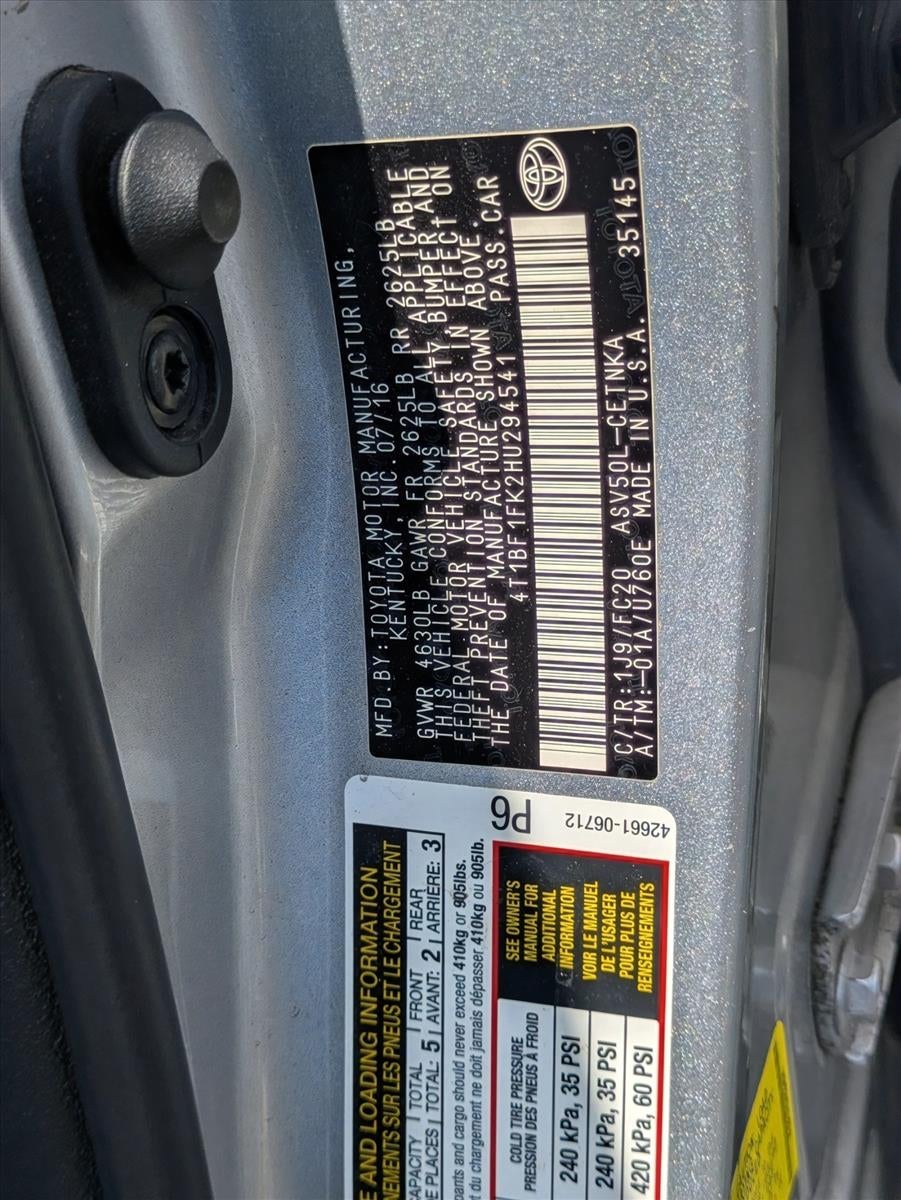 MFD.BY:TOYOTA MOTOR MANUFACTURING,
KENTUCKY, INC. 07/16
GVWR 4630LB GAWR FR 2625LB RR 2625LB
THIS VEHICLE CONFORMS TO ALL APPLICABLE
FEDERAL MOTOR VEHICLE SAFETY, BUMPER AND
THEFT PREVENTION STANDARDS IN EFFECT ON
THE DATE OF MANUFACTURE SHOWN ABOVE.
4T1BF1FK2HU294541 PASS.CAR
C/TR:1J9/FC20 ASV50L-CETNKA
A/TM:-01A/U760E MADE IN U.S.A. 35145
P6
42661-06712
E AND LOADING INFORMATION
NEMENTS SUR LES PNEUS ET LE CHARGEMENT
CAPACITY TOTAL FRONT REAR
DE PLACES TOTAL: 5 AVANT: 2 ARRIÈRE: 3
pants and cargo should never exceed 410kg or 905lbs.
t du chargement ne doit jamais dépasser 410kg ou 905lb.
COLD TIRE PRESSURE
PRESSION DES PNEUS À FROID
240 kPa, 35 PSI
240 kPa, 35 PSI
420 kPa, 60 PSI
SEE OWNER'S
MANUAL FOR
ADDITIONAL
INFORMATION
VOIR LE MANUEL
DE L'USAGER
POUR PLUS DE
RENSEIGNEMENTS